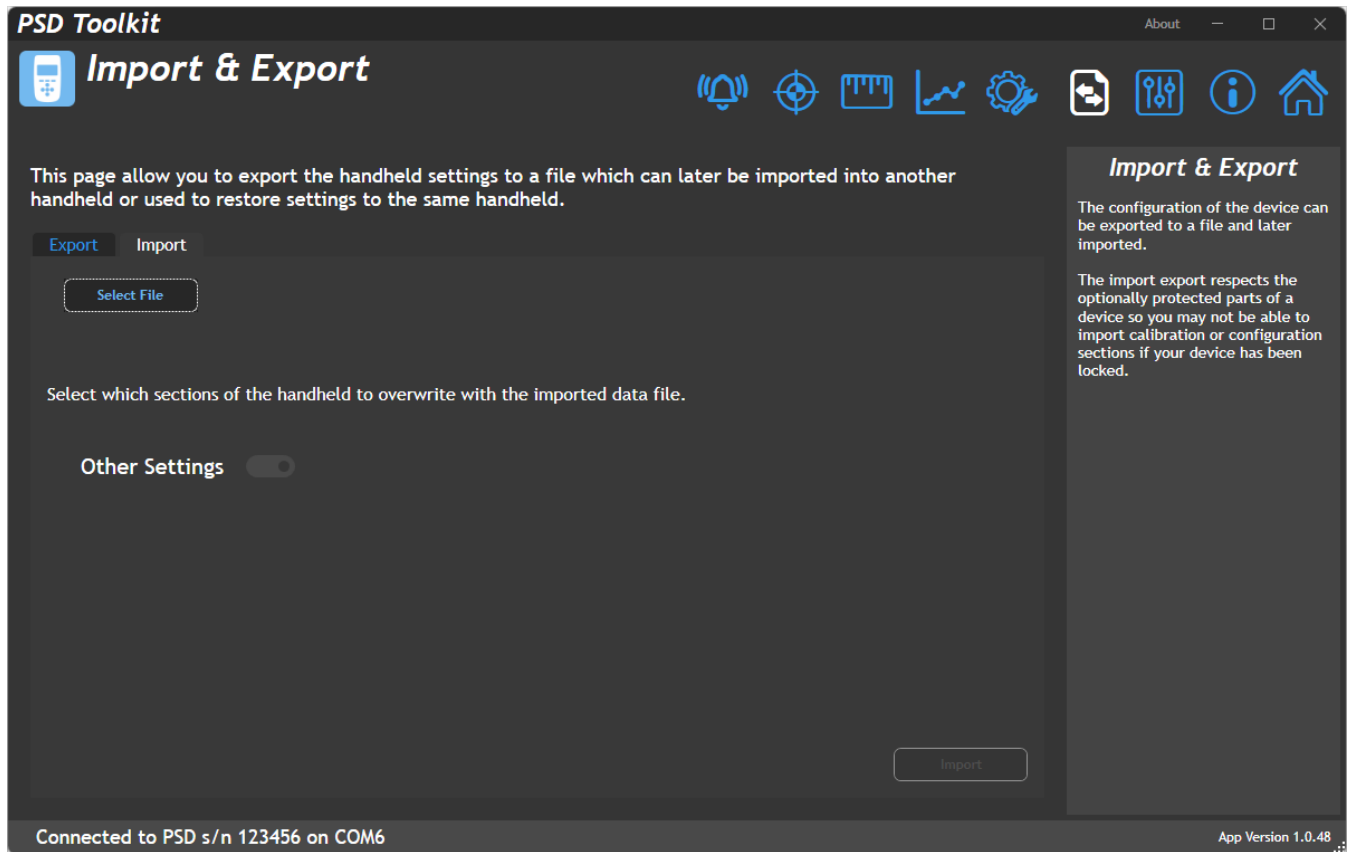 PSD Toolkit
About
Import & Export
This page allow you to export the handheld settings to a file which can later be imported into another
handheld or used to restore settings to the same handheld.
Export
Import
Select File
Select which sections of the handheld to overwrite with the imported data file.
Other Settings
Import
Import & Export
The configuration of the device can
be exported to a file and later
imported.
The import export respects the
optionally protected parts of a
device so you may not be able to
import calibration or configuration
sections if your device has been
locked.
Connected to PSD s/n 123456 on COM6
App Version 1.0.48